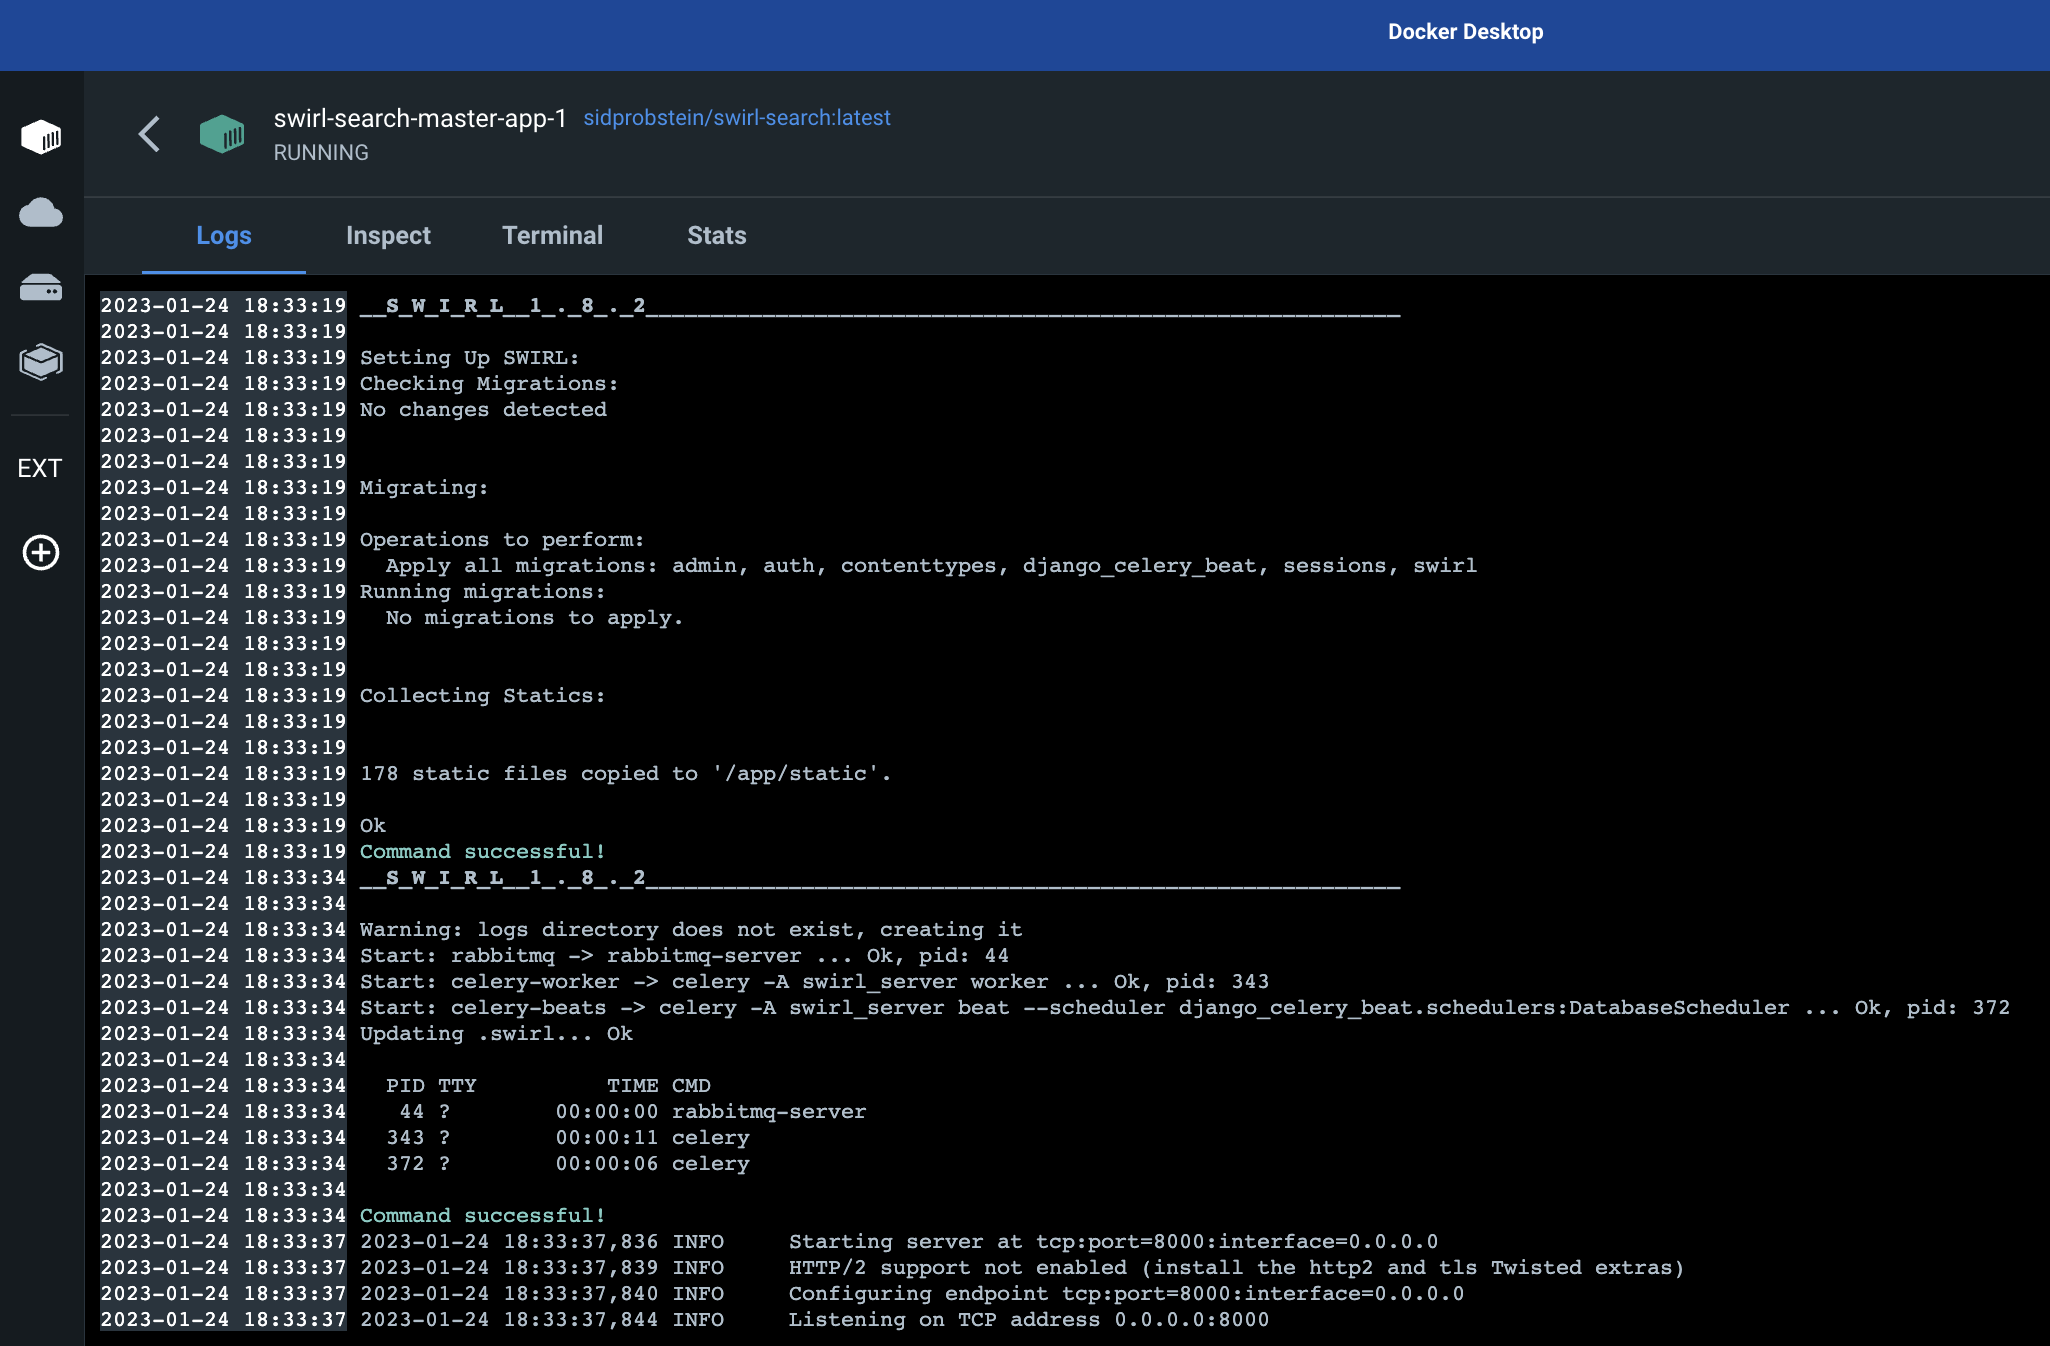 Docker Desktop
swirl-search-master-app-1 sidprobstein/swirl-search:latest
RUNNING
EXT
Logs Inspect Terminal Stats
2023-01-24 18:33:19 __S_W_I_R_L__1_._8_._2__________________________________________________________
2023-01-24 18:33:19
2023-01-24 18:33:19 Setting Up SWIRL:
2023-01-24 18:33:19 Checking Migrations:
2023-01-24 18:33:19 No changes detected
2023-01-24 18:33:19
2023-01-24 18:33:19
2023-01-24 18:33:19 Migrating:
2023-01-24 18:33:19
2023-01-24 18:33:19 Operations to perform:
2023-01-24 18:33:19   Apply all migrations: admin, auth, contenttypes, django_celery_beat, sessions, swirl
2023-01-24 18:33:19 Running migrations:
2023-01-24 18:33:19   No migrations to apply.
2023-01-24 18:33:19
2023-01-24 18:33:19
2023-01-24 18:33:19 Collecting Statics:
2023-01-24 18:33:19
2023-01-24 18:33:19
2023-01-24 18:33:19 178 static files copied to '/app/static'.
2023-01-24 18:33:19
2023-01-24 18:33:19 Ok
2023-01-24 18:33:19 Command successful!
2023-01-24 18:33:34 __S_W_I_R_L__1_._8_._2__________________________________________________________
2023-01-24 18:33:34
2023-01-24 18:33:34 Warning: logs directory does not exist, creating it
2023-01-24 18:33:34 Start: rabbitmq -> rabbitmq-server ... Ok, pid: 44
2023-01-24 18:33:34 Start: celery-worker -> celery -A swirl_server worker ... Ok, pid: 343
2023-01-24 18:33:34 Start: celery-beats -> celery -A swirl_server beat --scheduler django_celery_beat.schedulers:DatabaseScheduler ... Ok, pid: 372
2023-01-24 18:33:34 Updating .swirl... Ok
2023-01-24 18:33:34
2023-01-24 18:33:34   PID TTY          TIME CMD
2023-01-24 18:33:34    44 ?        00:00:00 rabbitmq-server
2023-01-24 18:33:34   343 ?        00:00:11 celery
2023-01-24 18:33:34   372 ?        00:00:06 celery
2023-01-24 18:33:34
2023-01-24 18:33:34 Command successful!
2023-01-24 18:33:37 2023-01-24 18:33:37,836 INFO     Starting server at tcp:port=8000:interface=0.0.0.0
2023-01-24 18:33:37 2023-01-24 18:33:37,839 INFO     HTTP/2 support not enabled (install the http2 and tls Twisted extras)
2023-01-24 18:33:37 2023-01-24 18:33:37,840 INFO     Configuring endpoint tcp:port=8000:interface=0.0.0.0
2023-01-24 18:33:37 2023-01-24 18:33:37,844 INFO     Listening on TCP address 0.0.0.0:8000